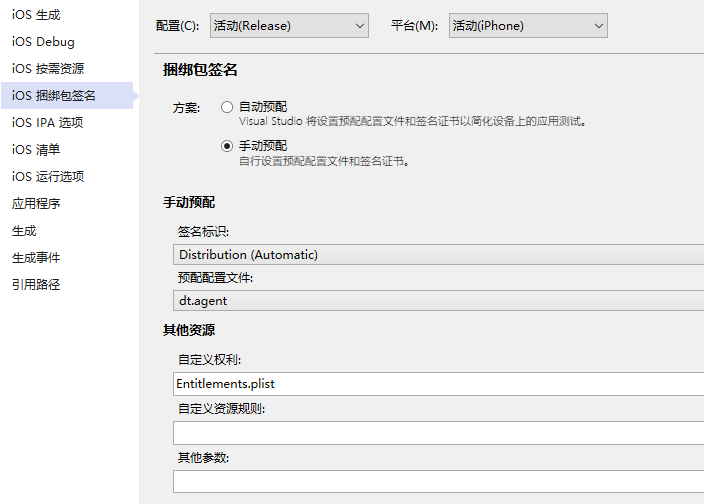 iOS 生成
iOS Debug
iOS 按需资源
iOS 捆绑包签名
iOS IPA 选项
iOS 清单
iOS 运行选项
应用程序
生成
生成事件
引用路径
配置(C): 活动(Release) 平台(M): 活动(iPhone)
捆绑包签名
方案: 自动预配
Visual Studio 将设置预配配置文件和签名证书以简化设备上的应用测试。
手动预配
自行设置预配配置文件和签名证书。
手动预配
签名标识:
Distribution (Automatic)
预配配置文件:
dt.agent
其他资源
自定义权利:
Entitlements.plist
自定义资源规则:
其他参数: